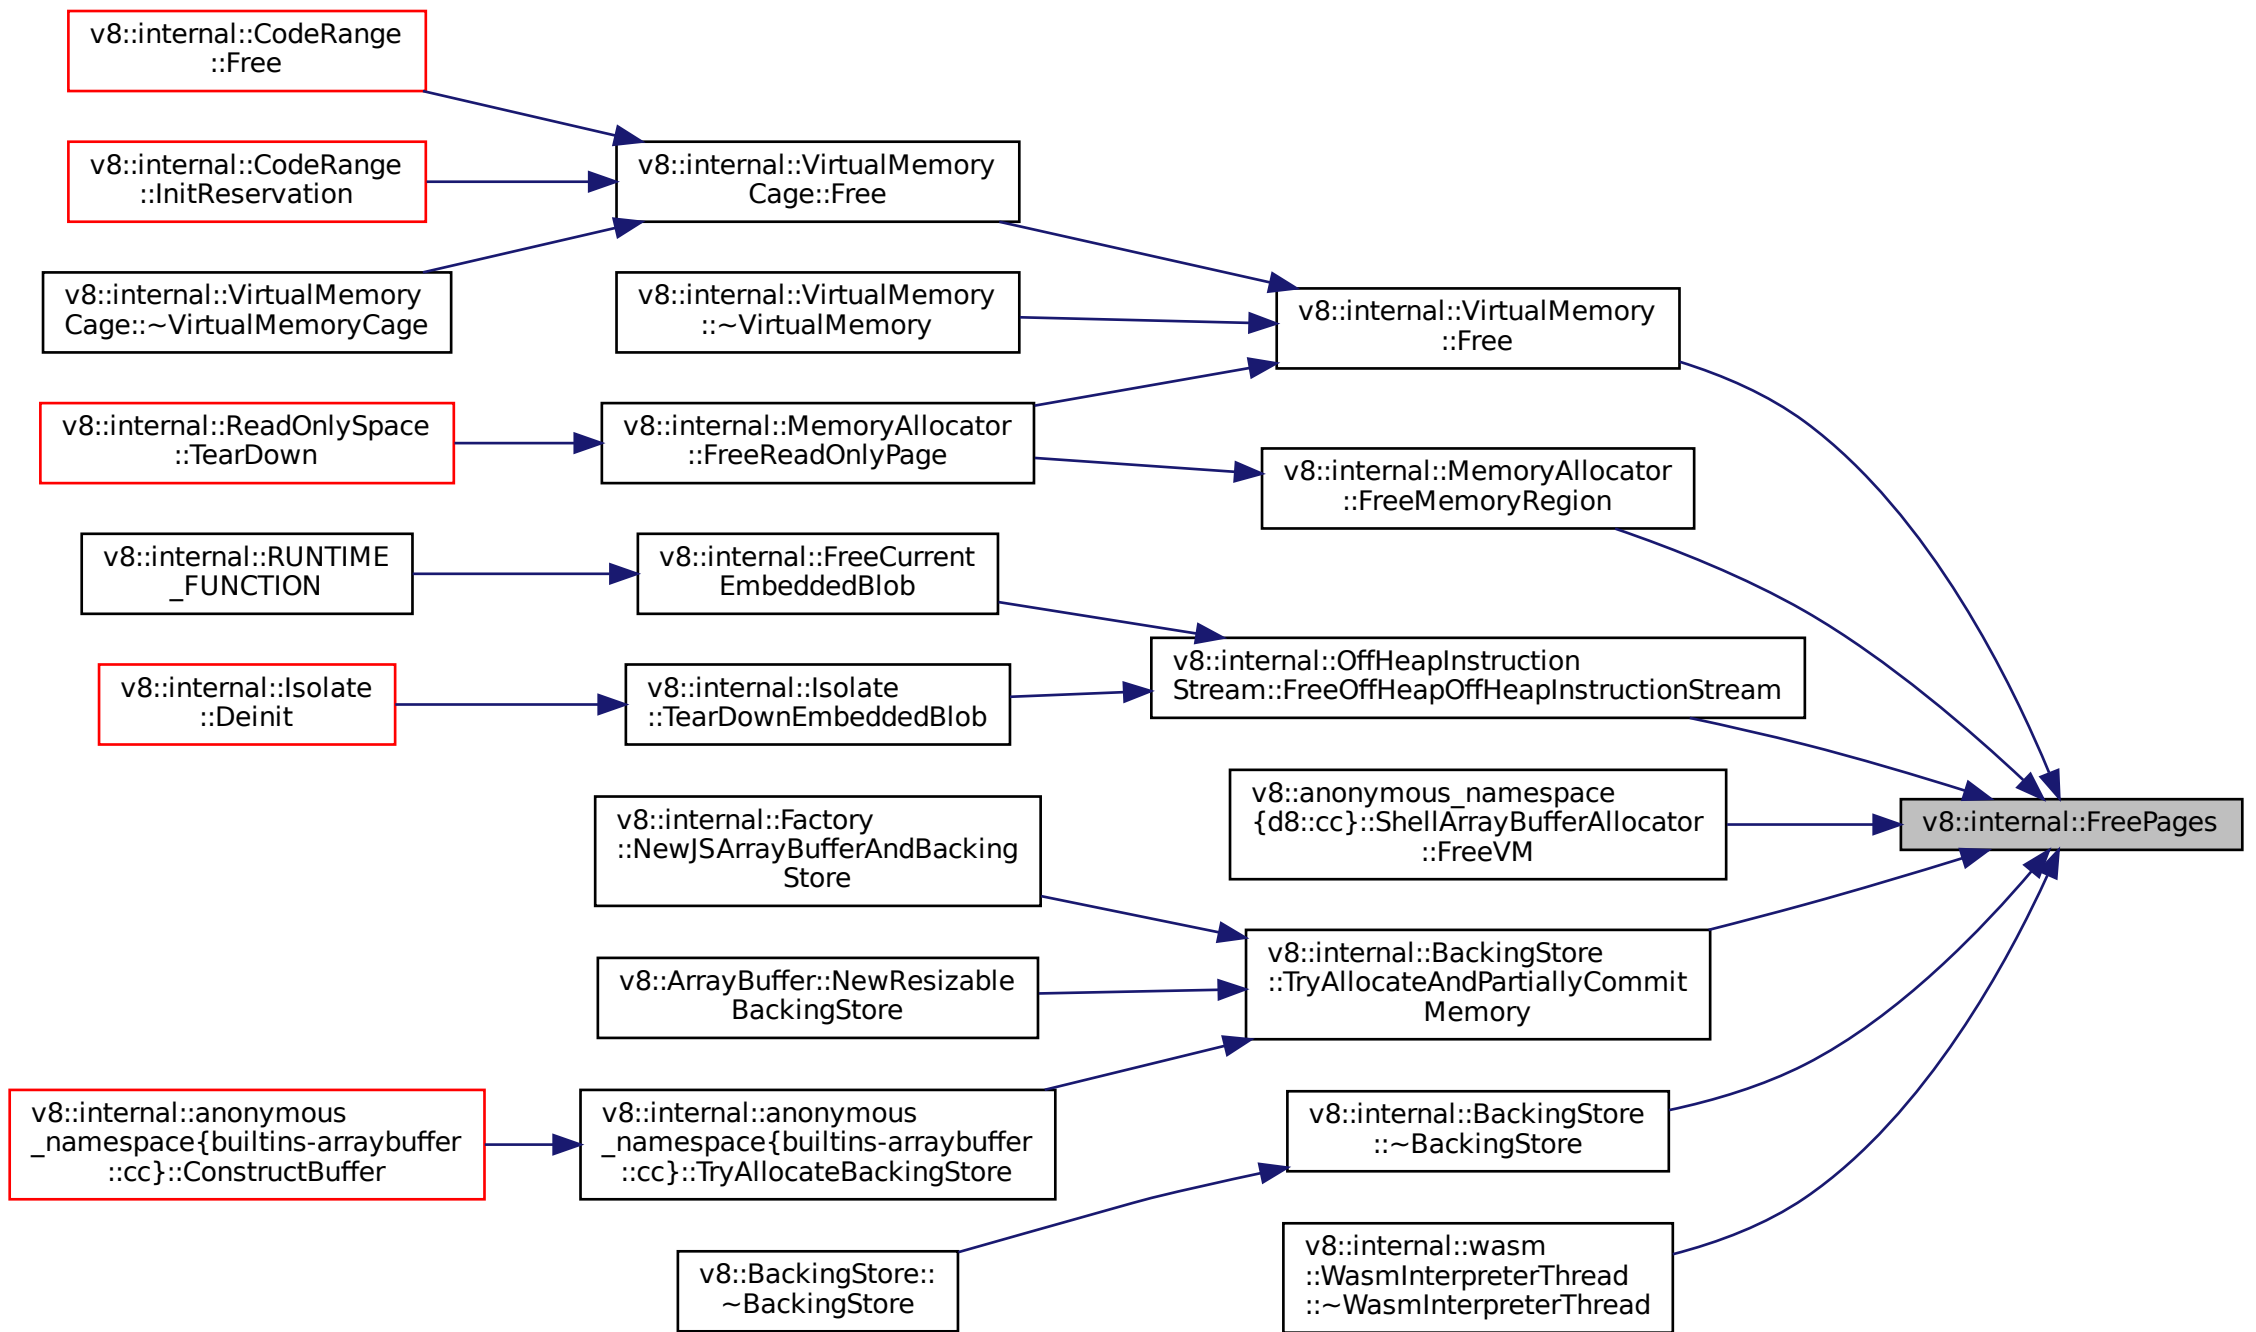 v8::internal::CodeRange
::Free
v8::internal::CodeRange
::InitReservation
v8::internal::VirtualMemory
Cage::~VirtualMemoryCage
v8::internal::ReadOnlySpace
::TearDown
v8::internal::RUNTIME
_FUNCTION
v8::internal::Isolate
::Deinit
v8::internal::anonymous
_namespace{builtins-arraybuffer
::cc}::ConstructBuffer
v8::internal::VirtualMemory
Cage::Free
v8::internal::VirtualMemory
::~VirtualMemory
v8::internal::MemoryAllocator
::FreeReadOnlyPage
v8::internal::FreeCurrent
EmbeddedBlob
v8::internal::Isolate
::TearDownEmbeddedBlob
v8::internal::Factory
::NewJSArrayBufferAndBacking
Store
v8::ArrayBuffer::NewResizable
BackingStore
v8::internal::anonymous
_namespace{builtins-arraybuffer
::cc}::TryAllocateBackingStore
v8::BackingStore::
~BackingStore
v8::internal::VirtualMemory
::Free
v8::internal::MemoryAllocator
::FreeMemoryRegion
v8::internal::OffHeapInstruction
Stream::FreeOffHeapOffHeapInstructionStream
v8::anonymous_namespace
{d8::cc}::ShellArrayBufferAllocator
::FreeVM
v8::internal::BackingStore
::TryAllocateAndPartiallyCommit
Memory
v8::internal::BackingStore
::~BackingStore
v8::internal::wasm
::WasmInterpreterThread
::~WasmInterpreterThread
v8::internal::FreePages